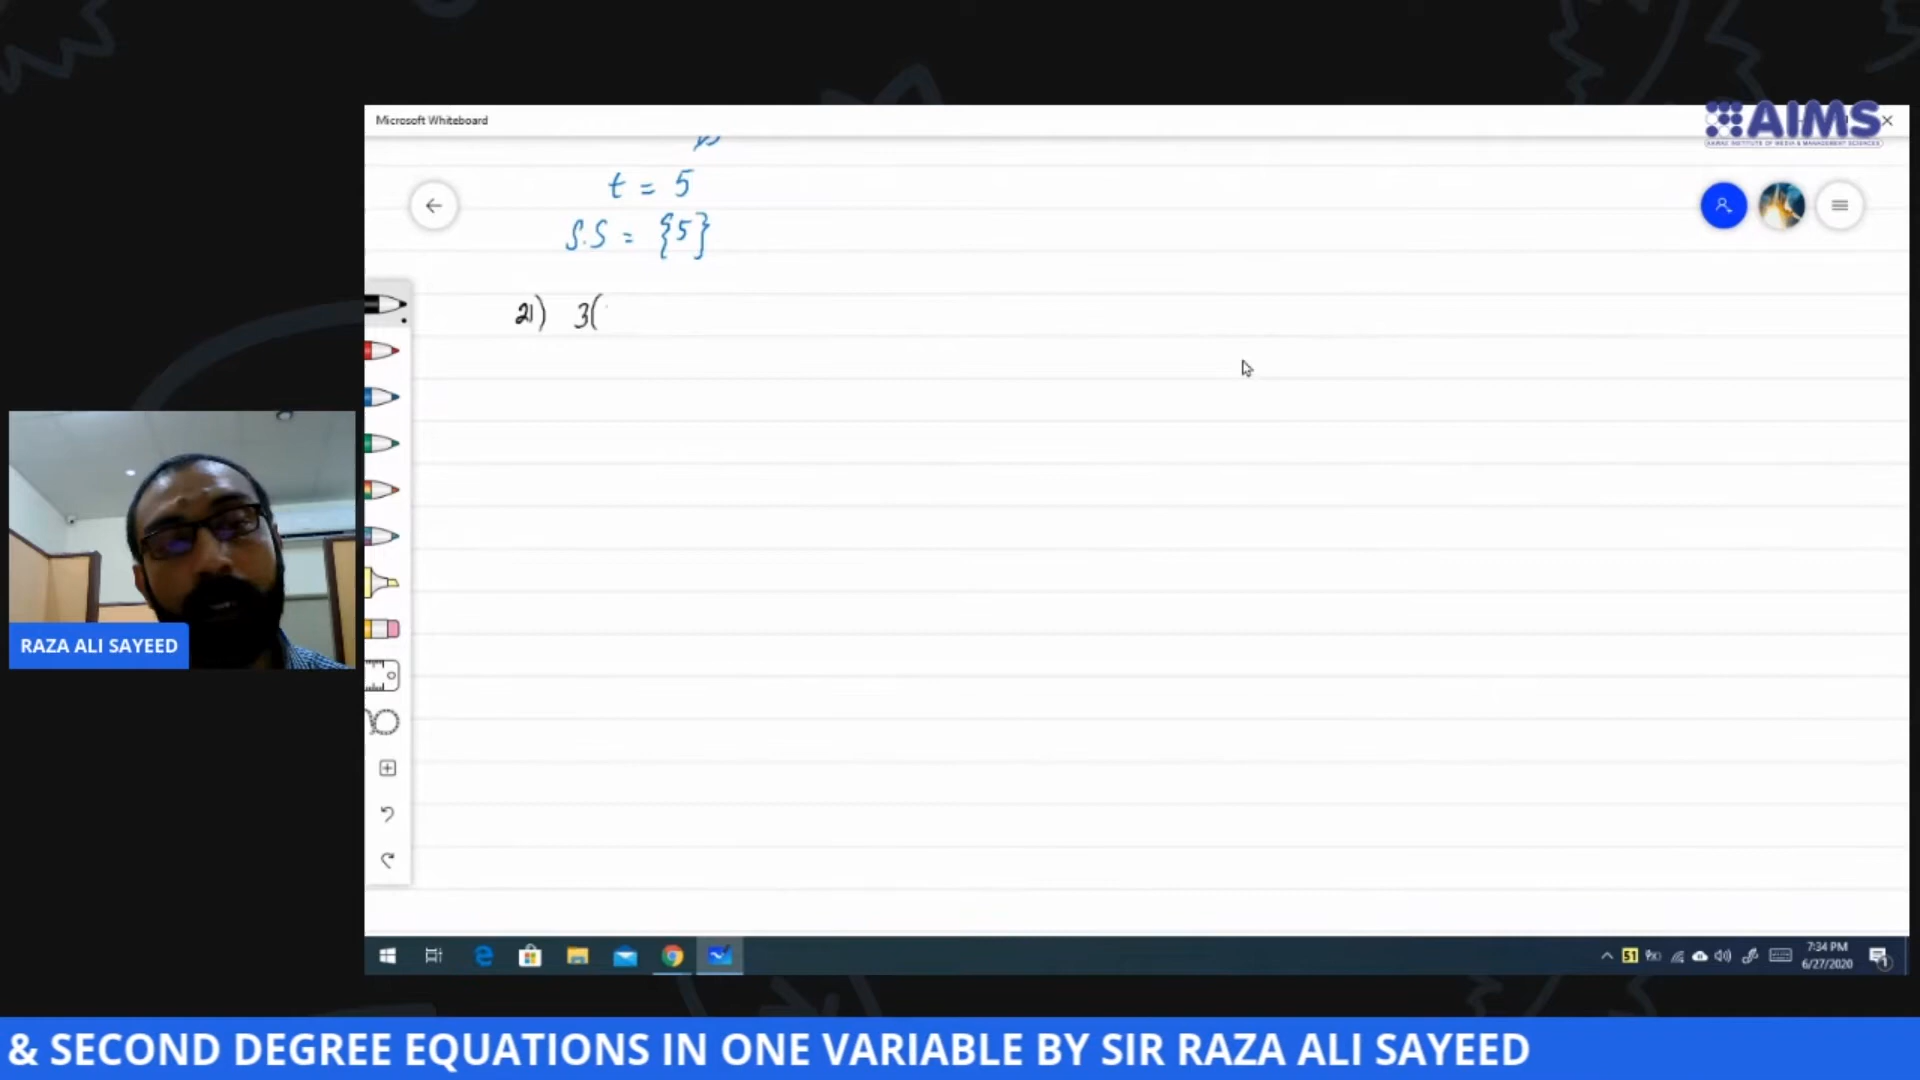 Microsoft Whiteboard
AIMS
t = 5
S.S = {5}
21) 3(
RAZA ALI SAYEED
51
7:34 PM
6/27/2020
& SECOND DEGREE EQUATIONS IN ONE VARIABLE BY SIR RAZA ALI SAYEED